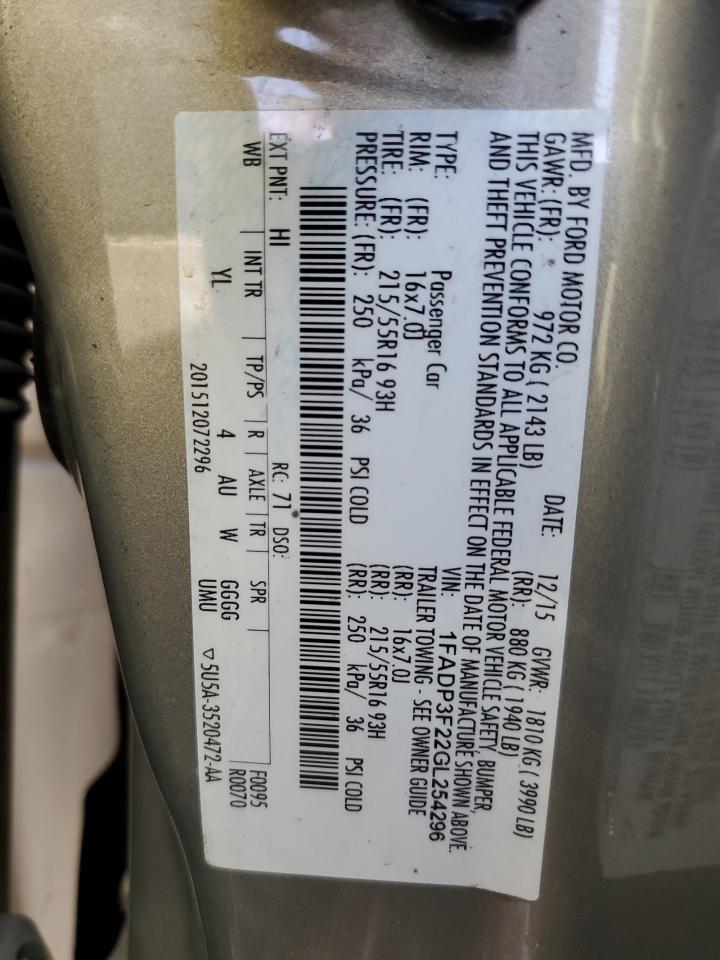 MFD. BY FORD MOTOR CO. DATE: 12/15 GVWR: 1810 KG ( 3990 LB)
GAWR: (FR): 972 KG ( 2143 LB) (RR): 880 KG ( 1940 LB)
THIS VEHICLE CONFORMS TO ALL APPLICABLE FEDERAL MOTOR VEHICLE SAFETY, BUMPER,
AND THEFT PREVENTION STANDARDS IN EFFECT ON THE DATE OF MANUFACTURE SHOWN ABOVE.
VIN: 1FADP3F22GL254296
TYPE: Passenger Car TRAILER TOWING - SEE OWNER GUIDE
RIM: (FR): 16x7.0J (RR): 16x7.0J
TIRE: (FR): 215/55R16 93H (RR): 215/55R16 93H
PRESSURE: (FR): 250 kPa/ 36 PSI COLD (RR): 250 kPa/ 36 PSI COLD
EXT PNT: HI RC: 71 DSO: F0095
WB INT TR TP/PS R AXLE TR SPR R0070
YL 4 AU W GGGG
201512072296 UMU ▽5U5A-3520472-AA